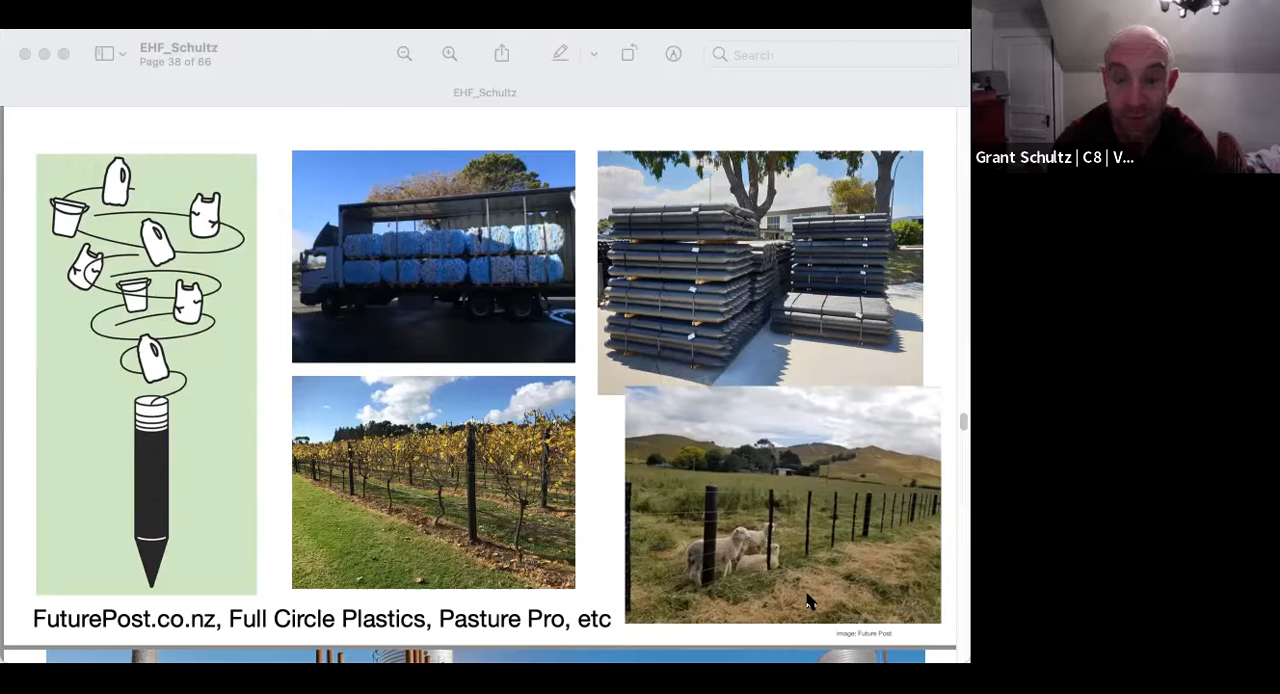 EHF_Schultz
Page 38 of 66
Search
EHF_Schultz
Grant Schultz | C8 | V...
FuturePost.co.nz, Full Circle Plastics, Pasture Pro, etc
image: Future Post